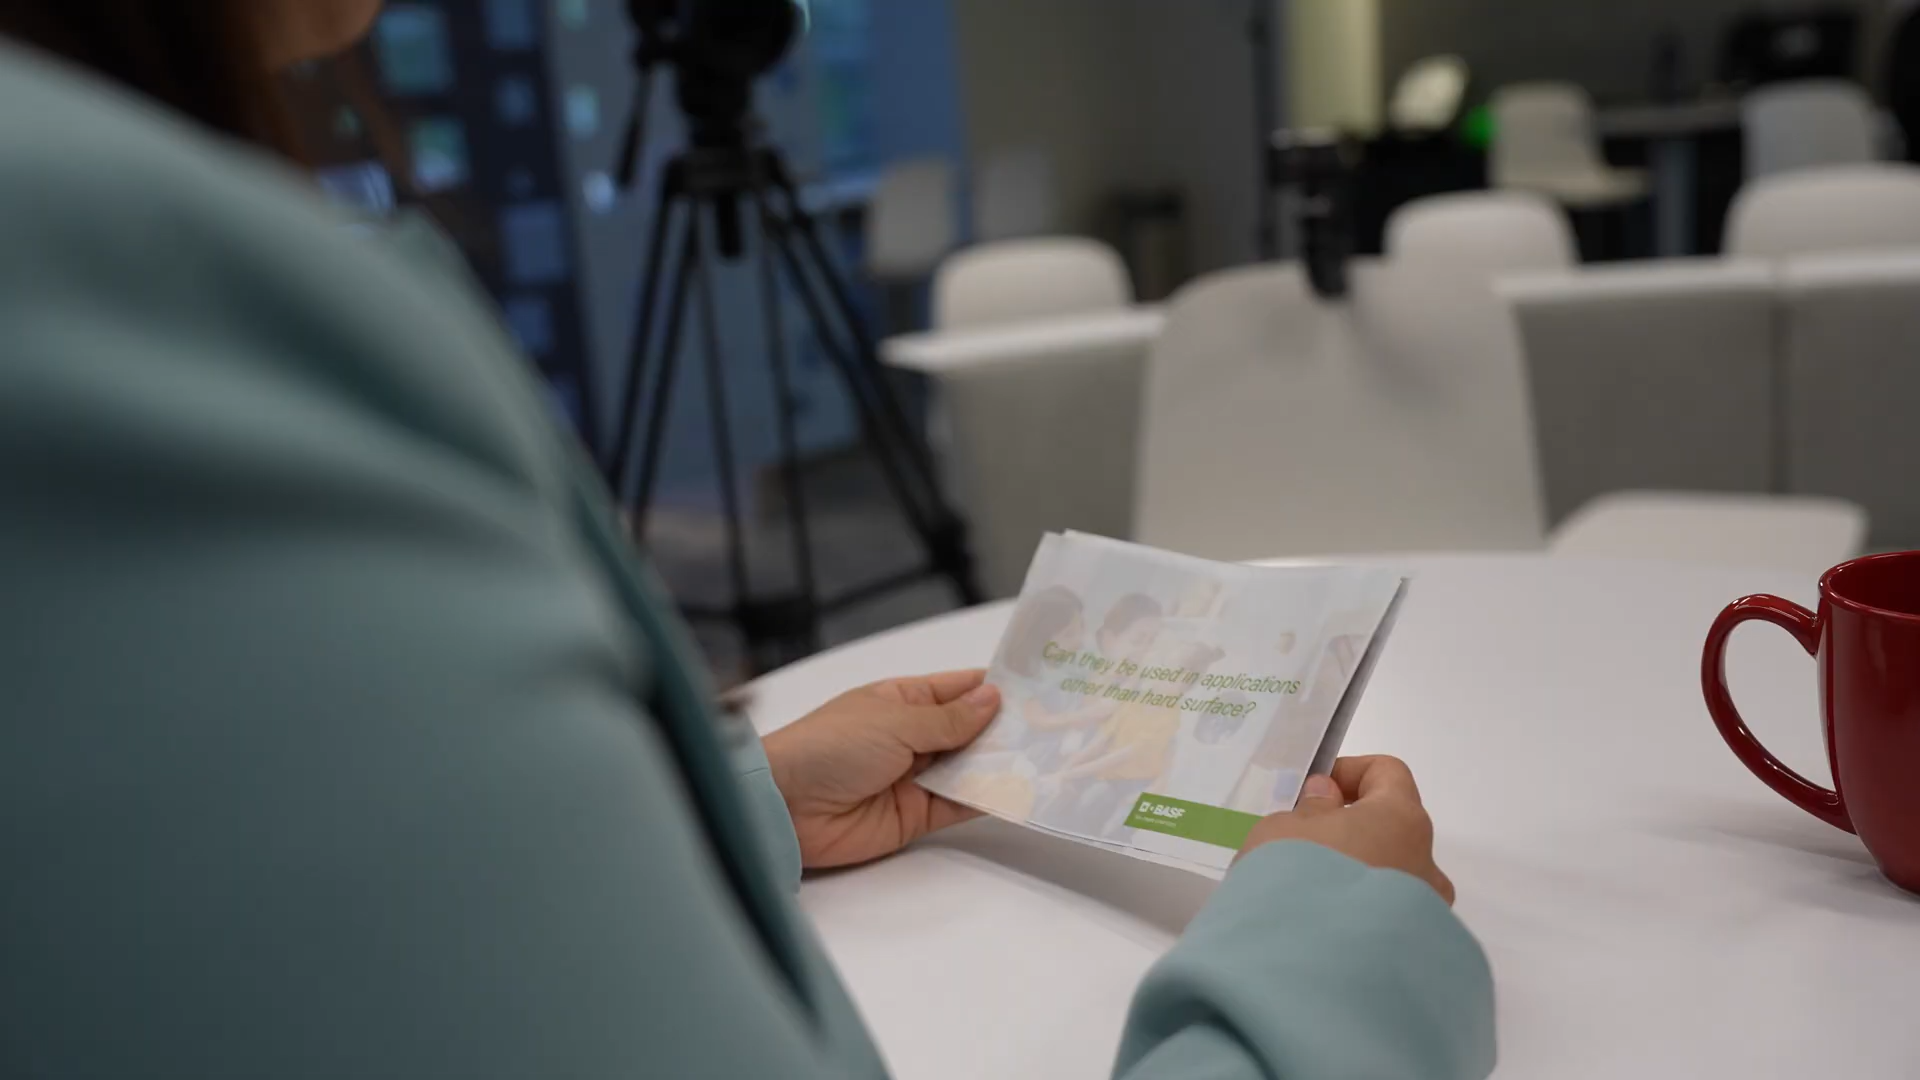 Can they be used in applications
other than hard surface?
BASF